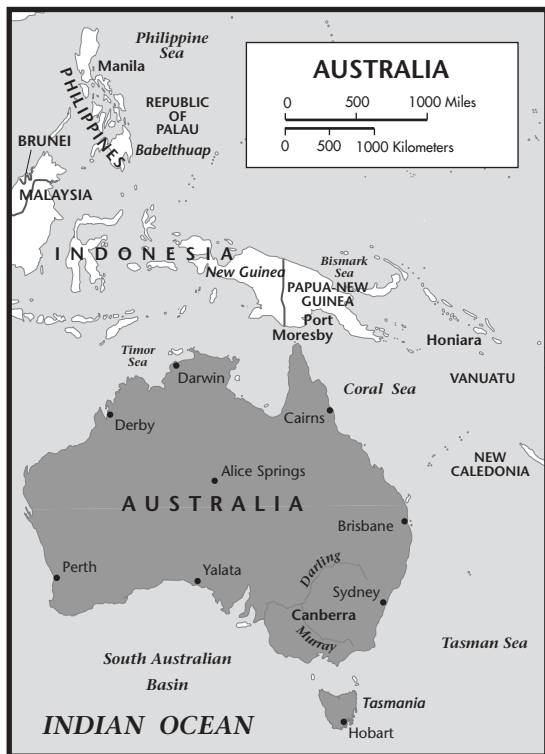 Philippine
Sea
Manila
PHILIPPINES
REPUBLIC
OF
PALAU
Babelthuap
AUSTRALIA
0 500 1000 Miles
0 500 1000 Kilometers
BRUNEI
MALAYSIA
INDONESIA
New Guinea
Bismark
Sea
PAPUA-NEW
GUINEA
Port
Moresby
Honiara
Timor
Sea
Darwin
Coral Sea
VANUATU
Derby
Cairns
NEW
CALEDONIA
Alice Springs
AUSTRALIA
Brisbane
Perth
Yalata
Darling
Sydney
Canberra
Murray
Tasman Sea
South Australian
Basin
Tasmania
INDIAN OCEAN
Hobart